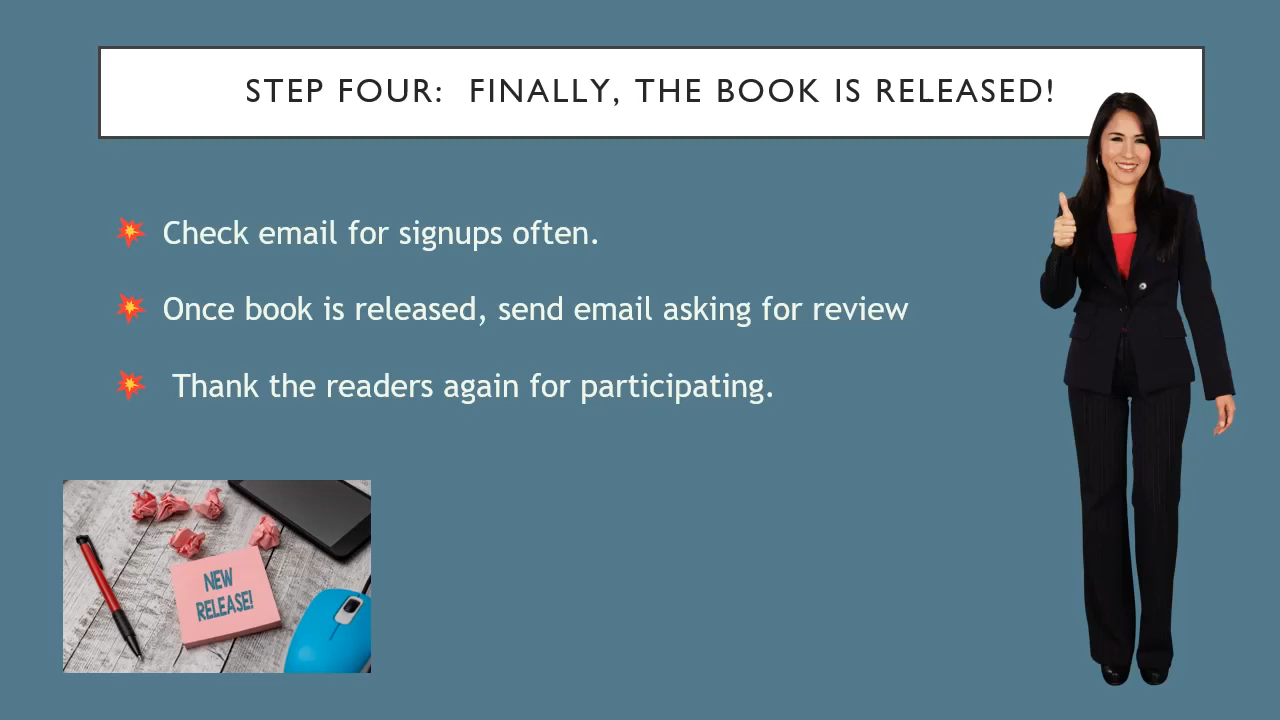 STEP FOUR: FINALLY, THE BOOK IS RELEASED!
Check email for signups often.
Once book is released, send email asking for review
Thank the readers again for participating.
NEW
RELEASE!